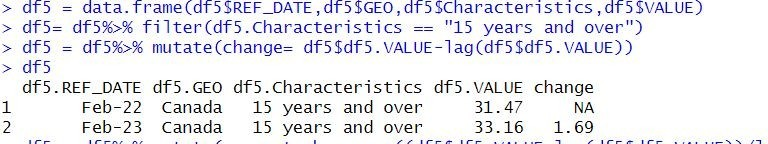 > df5 = data.frame(df5$REF_DATE,df5$GEO,df5$Characteristics,df5$VALUE)
> df5= df5%>% filter(df5.Characteristics == "15 years and over")
> df5 = df5%>% mutate(change= df5$df5.VALUE-lag(df5$df5.VALUE))
> df5
df5.REF_DATE df5.GEO df5.Characteristics df5.VALUE change
1 Feb-22 Canada 15 years and over 31.47 NA
2 Feb-23 Canada 15 years and over 33.16 1.69